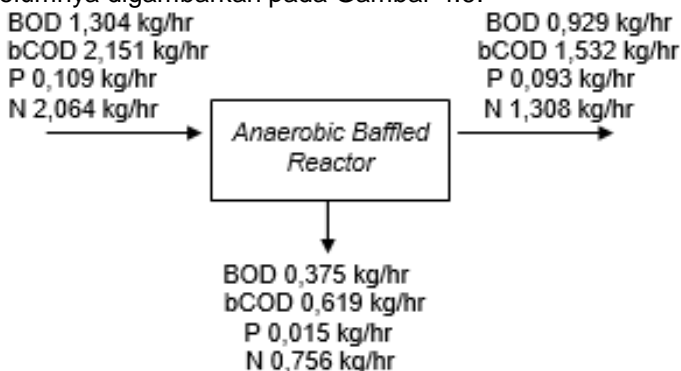 BOD 1,304 kg/hr
bCOD 2,151 kg/hr
P 0,109 kg/hr
N 2,064 kg/hr
BOD 0,929 kg/hr
bCOD 1,532 kg/hr
P 0,093 kg/hr
N 1,308 kg/hr
Anaerobic Baffled
Reactor
BOD 0,375 kg/hr
bCOD 0,619 kg/hr
P 0,015 kg/hr
N 0,756 kg/hr